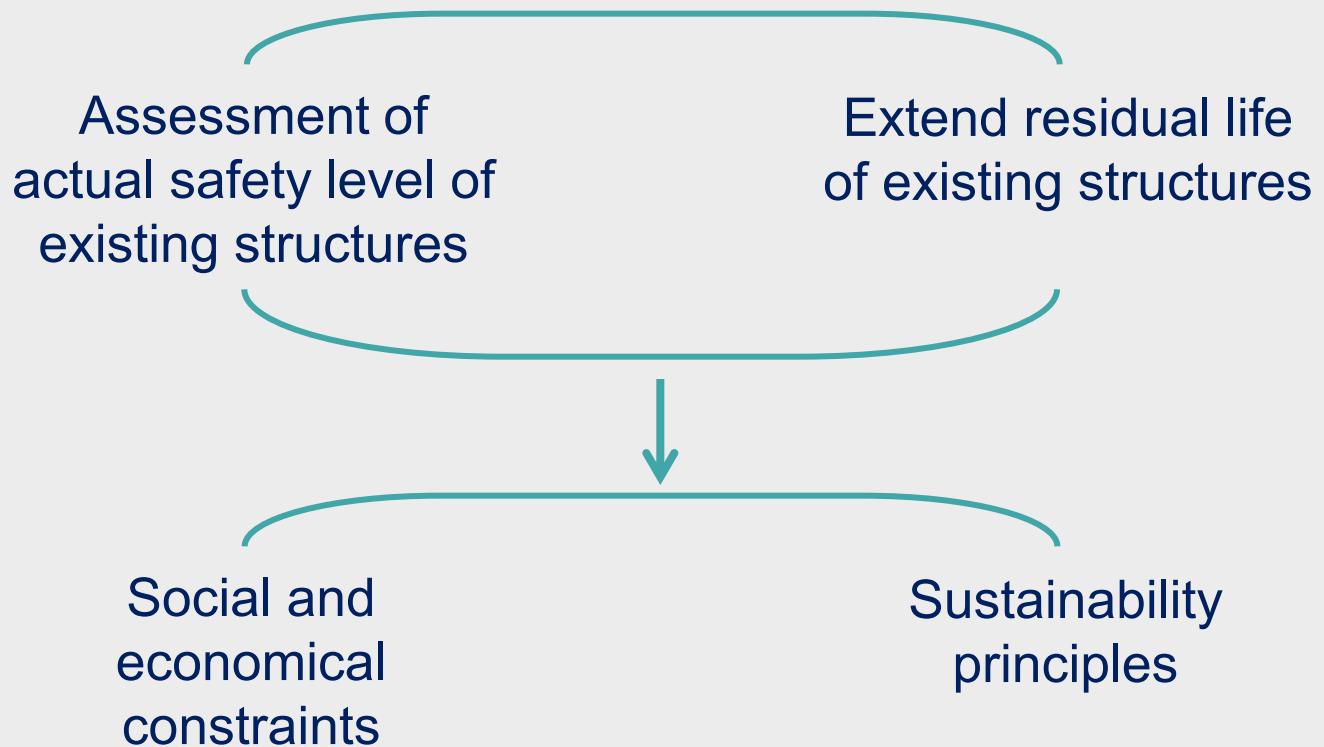 Assessment of
actual safety level of
existing structures
Extend residual life
of existing structures
Social and
economical
constraints
Sustainability
principles